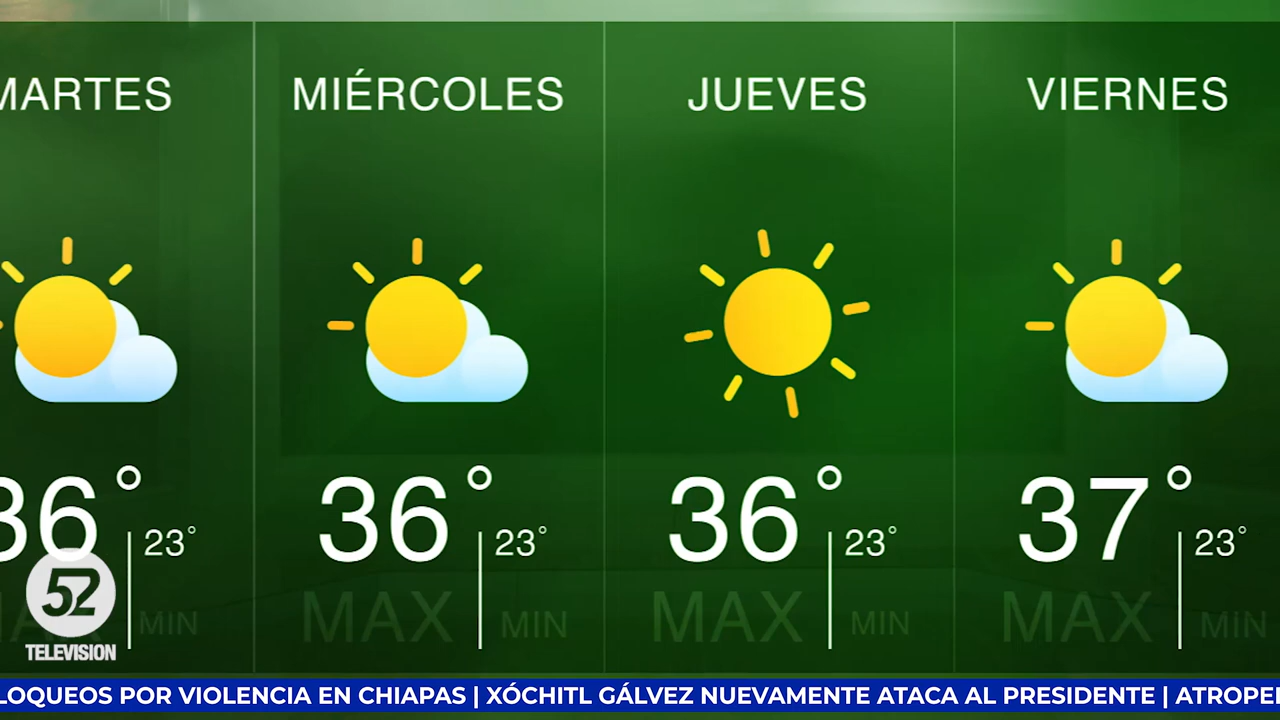 MARTES MIÉRCOLES JUEVES VIERNES
36° 23° 36° 23° 36° 23° 37° 23°
MAX MIN MAX MIN MAX MIN MAX MIN
52
TELEVISION
LOQUEOS POR VIOLENCIA EN CHIAPAS | XÓCHITL GÁLVEZ NUEVAMENTE ATACA AL PRESIDENTE | ATROPE